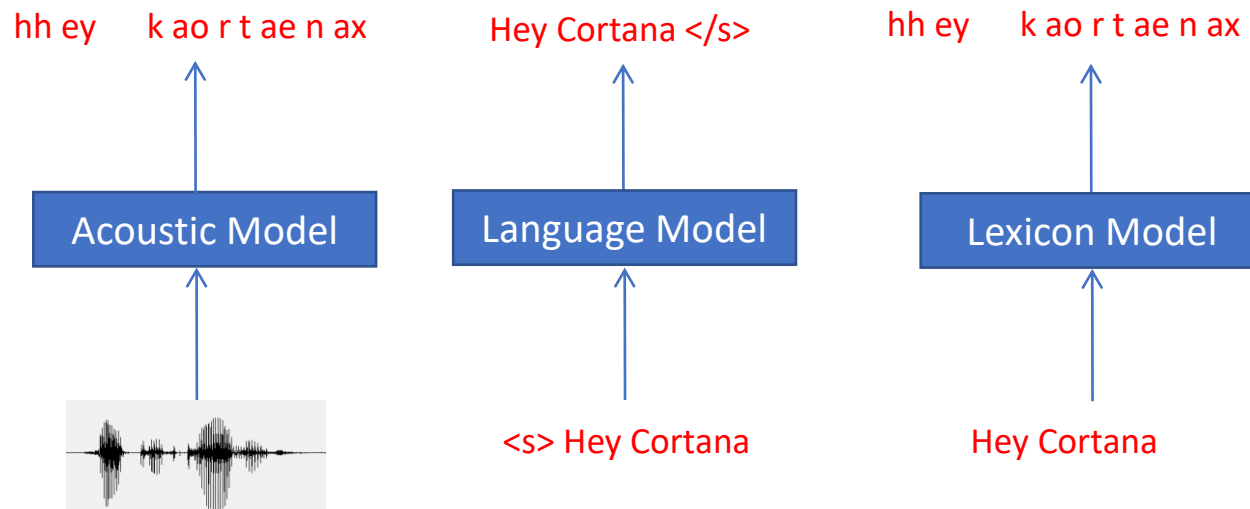 hh ey k ao r t ae n ax
Hey Cortana </s>
hh ey k ao r t ae n ax
Acoustic Model
Language Model
Lexicon Model
<s> Hey Cortana
Hey Cortana